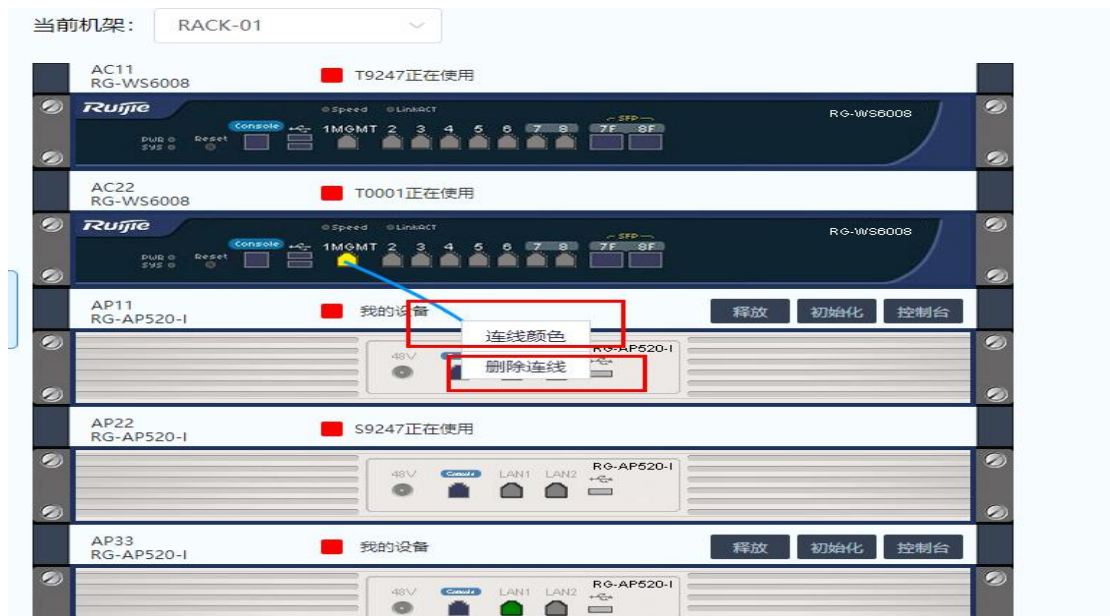 当前机架： RACK-01
AC11
RG-WS6008
T9247正在使用
Ruijie
Speed LinkACT
SFP
RG-WS6008
Console 1MGMT 2 3 4 5 6 7 8 7F 8F
PWR
SYS
Reset
AC22
RG-WS6008
T0001正在使用
Ruijie
Speed LinkACT
SFP
RG-WS6008
Console 1MGMT 2 3 4 5 6 7 8 7F 8F
PWR
SYS
Reset
AP11
RG-AP520-I
我的设备
释放 初始化 控制台
连线颜色
RG-AP520-I
48V
删除连线
AP22
RG-AP520-I
S9247正在使用
RG-AP520-I
48V Console LAN1 LAN2
AP33
RG-AP520-I
我的设备
释放 初始化 控制台
RG-AP520-I
48V Console LAN1 LAN2